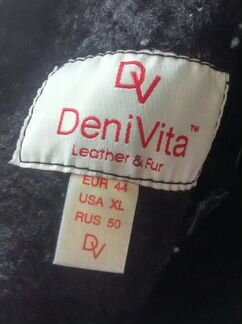 DV
DeniVita™
Leather & Fur
EUR 44
USA XL
RUS 50
DV